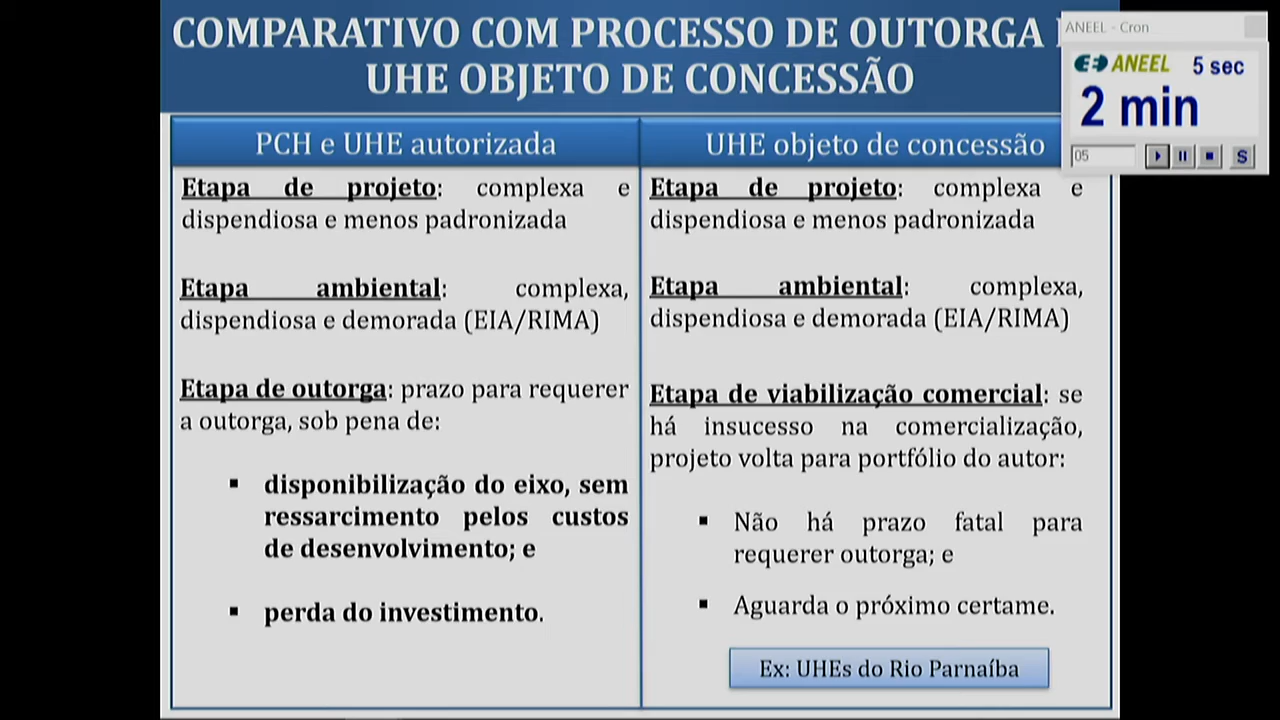 COMPARATIVO COM PROCESSO DE OUTORGA
UHE OBJETO DE CONCESSÃO
ANEEL - Cron
ANEEL 5 sec
2 min
05
S
PCH e UHE autorizada
Etapa de projeto: complexa e
dispendiosa e menos padronizada
Etapa ambiental: complexa,
dispendiosa e demorada (EIA/RIMA)
Etapa de outorga: prazo para requerer
a outorga, sob pena de:
▪ disponibilização do eixo, sem
ressarcimento pelos custos
de desenvolvimento; e
▪ perda do investimento.
UHE objeto de concessão
Etapa de projeto: complexa e
dispendiosa e menos padronizada
Etapa ambiental: complexa,
dispendiosa e demorada (EIA/RIMA)
Etapa de viabilização comercial: se
há insucesso na comercialização,
projeto volta para portfólio do autor:
▪ Não há prazo fatal para
requerer outorga; e
▪ Aguarda o próximo certame.
Ex: UHEs do Rio Parnaíba